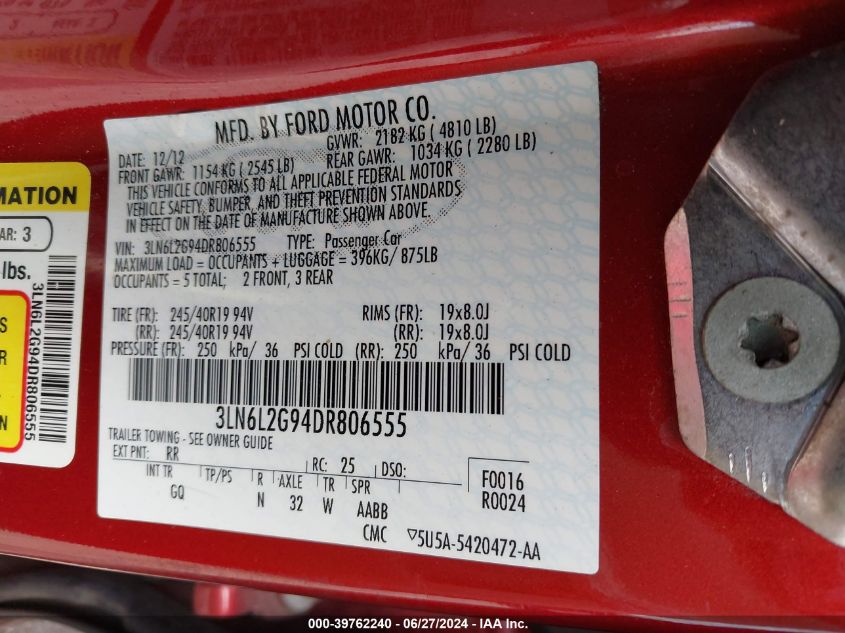 MFD. BY FORD MOTOR CO.
DATE: 12/12 GVWR: 2182 KG ( 4810 LB)
FRONT GAWR: 1154 KG ( 2545 LB) REAR GAWR: 1034 KG ( 2280 LB)
THIS VEHICLE CONFORMS TO ALL APPLICABLE FEDERAL MOTOR
VEHICLE SAFETY, BUMPER, AND THEFT PREVENTION STANDARDS
IN EFFECT ON THE DATE OF MANUFACTURE SHOWN ABOVE.
VIN: 3LN6L2G94DR806555 TYPE: Passenger Car
MAXIMUM LOAD = OCCUPANTS + LUGGAGE = 396KG/ 875LB
OCCUPANTS = 5 TOTAL; 2 FRONT, 3 REAR
TIRE (FR): 245/40R19 94V RIMS (FR): 19x8.0J
(RR): 245/40R19 94V (RR): 19x8.0J
PRESSURE (FR): 250 kPa/ 36 PSI COLD (RR): 250 kPa/ 36 PSI COLD
3LN6L2G94DR806555
TRAILER TOWING - SEE OWNER GUIDE
EXT PNT: RR RC: 25 DSO: F0016
INT TR TP/PS R AXLE TR SPR R0024
GQ N 32 W AABB
CMC ▽5U5A-5420472-AA
RMATION
AR: 3
lbs.
3LN6L2G94DR806555
S
R
N
000-39762240 - 06/27/2024 - IAA Inc.